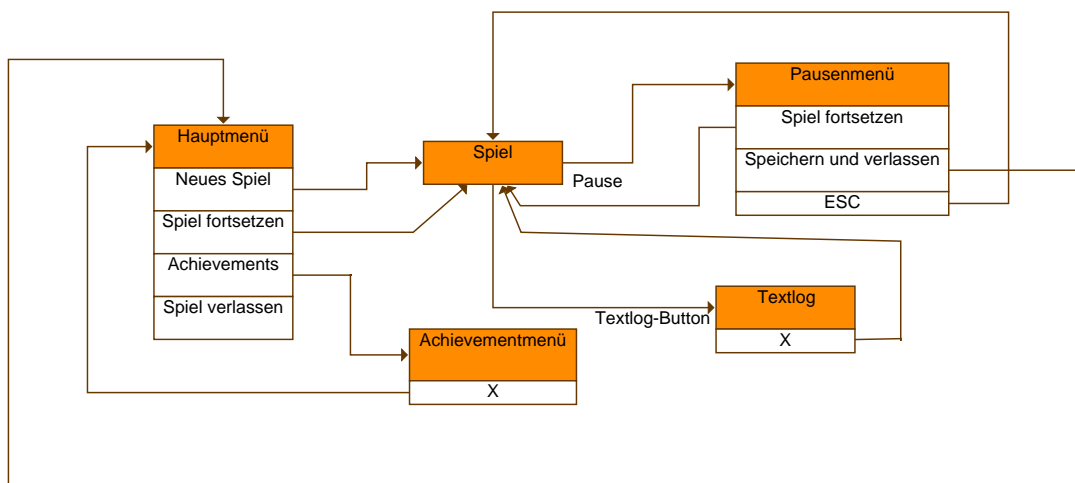 Hauptmenü
Neues Spiel
Spiel fortsetzen
Achievements
Spiel verlassen
Spiel
Pause
Pausenmenü
Spiel fortsetzen
Speichern und verlassen
ESC
Textlog-Button
Textlog
X
Achievementmenü
X